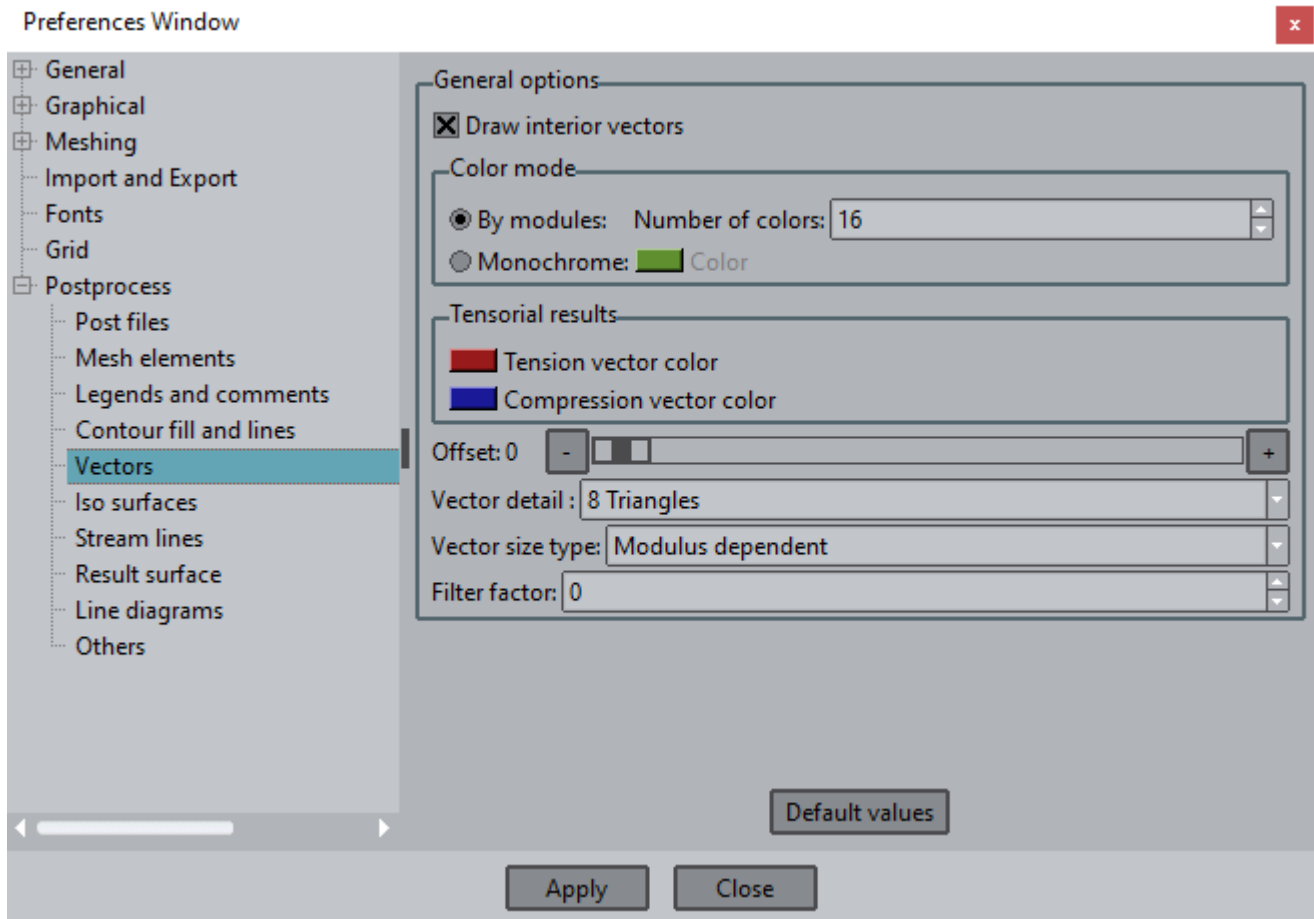 Preferences Window
x
General
Graphical
Meshing
Import and Export
Fonts
Grid
Postprocess
Post files
Mesh elements
Legends and comments
Contour fill and lines
Vectors
Iso surfaces
Stream lines
Result surface
Line diagrams
Others
General options
Draw interior vectors
Color mode
By modules: Number of colors: 16
Monochrome: Color
Tensorial results
Tension vector color
Compression vector color
Offset: 0 - +
Vector detail : 8 Triangles
Vector size type: Modulus dependent
Filter factor: 0
Default values
Apply Close